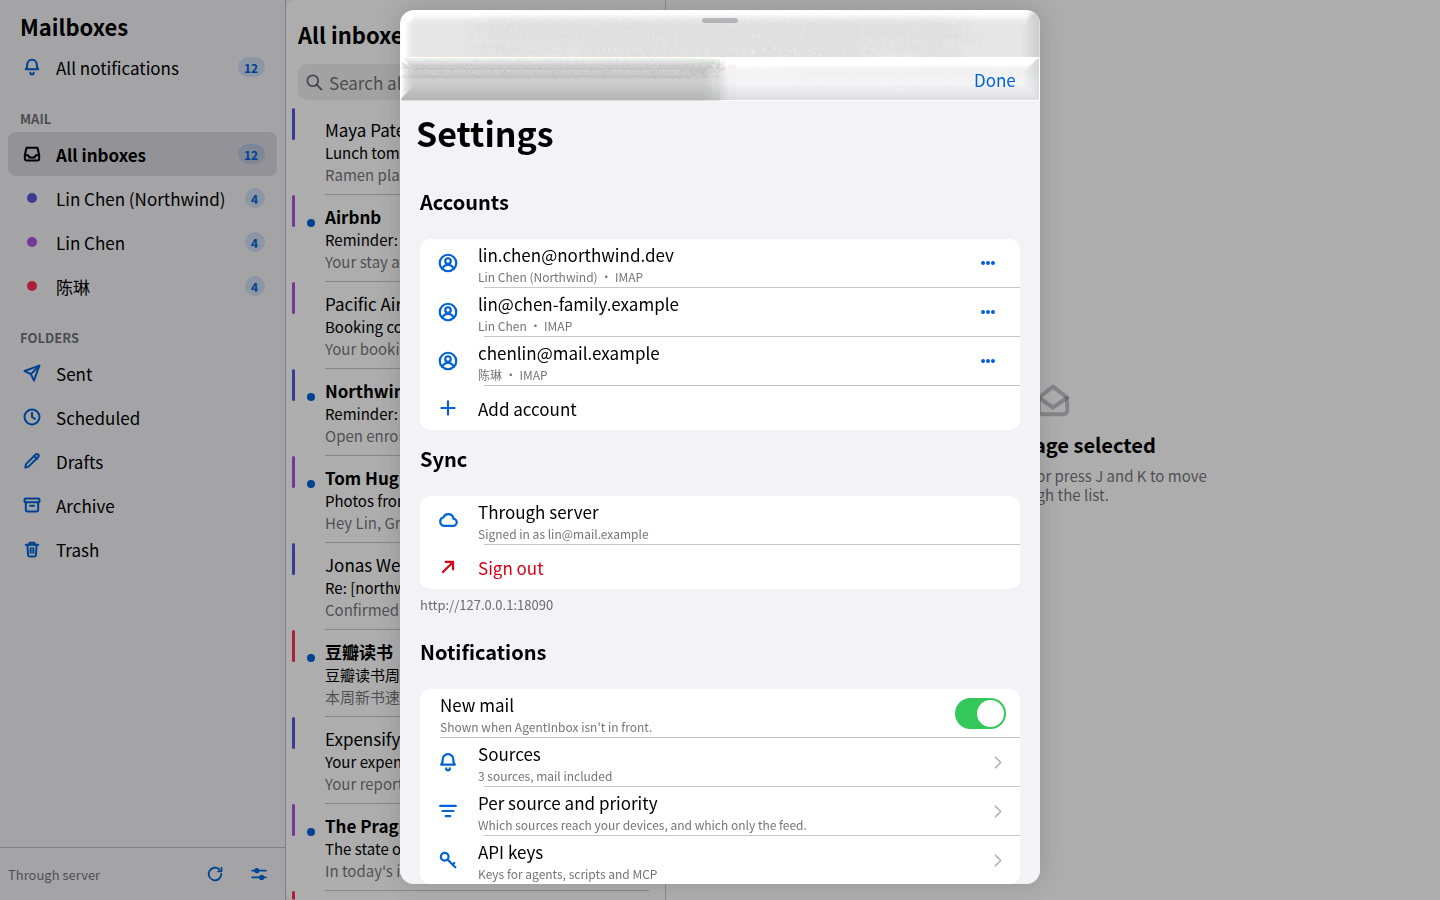 Mailboxes
All notifications
12
MAIL
All inboxes
12
Lin Chen (Northwind)
4
Lin Chen
4
陈琳
4
FOLDERS
Sent
Scheduled
Drafts
Archive
Trash
Through server
All inboxe
Search al
Maya Pate
Lunch tom
Ramen pla
Airbnb
Reminder:
Your stay a
Pacific Air
Booking co
Your booki
Northwin
Reminder:
Open enro
Tom Hug
Photos fro
Hey Lin, Gr
Jonas We
Re: [northw
Confirmed
豆瓣读书
豆瓣读书周
本周新书速
Expensify
Your expen
Your report
The Prag
The state o
In today's i
Done
Settings
Accounts
lin.chen@northwind.dev
Lin Chen (Northwind) • IMAP
lin@chen-family.example
Lin Chen • IMAP
chenlin@mail.example
陈琳 • IMAP
Add account
Sync
Through server
Signed in as lin@mail.example
Sign out
http://127.0.0.1:18090
Notifications
New mail
Shown when AgentInbox isn't in front.
Sources
3 sources, mail included
Per source and priority
Which sources reach your devices, and which only the feed.
API keys
Keys for agents, scripts and MCP
age selected
or press J and K to move
gh the list.